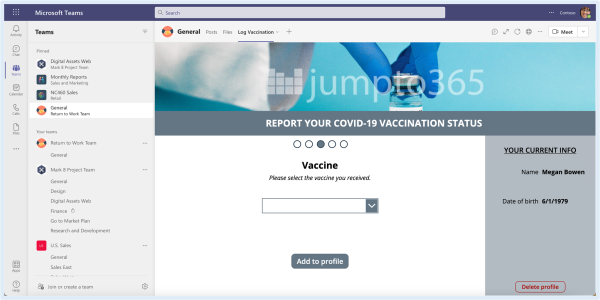 Microsoft Teams
Search
Contoso
Activity
Chat
Teams
Calendar
Calls
Files
Apps
Help
Teams
Pinned
Digital Assets Web
Mark 8 Project Team
Monthly Reports
Sales and Marketing
NC460 Sales
Retail
General
Return to Work Team
Your teams
Return to Work Team
General
Mark 8 Project Team
General
Design
Digital Assets Web
Finance
Go to Market Plan
Research and Development
U.S. Sales
General
Sales East
Join or create a team
General
Posts
Files
Log Vaccination
Meet
jumpto365
REPORT YOUR COVID-19 VACCINATION STATUS
Vaccine
Please select the vaccine you received.
Add to profile
YOUR CURRENT INFO
Name Megan Bowen
Date of birth 6/1/1979
Delete profile